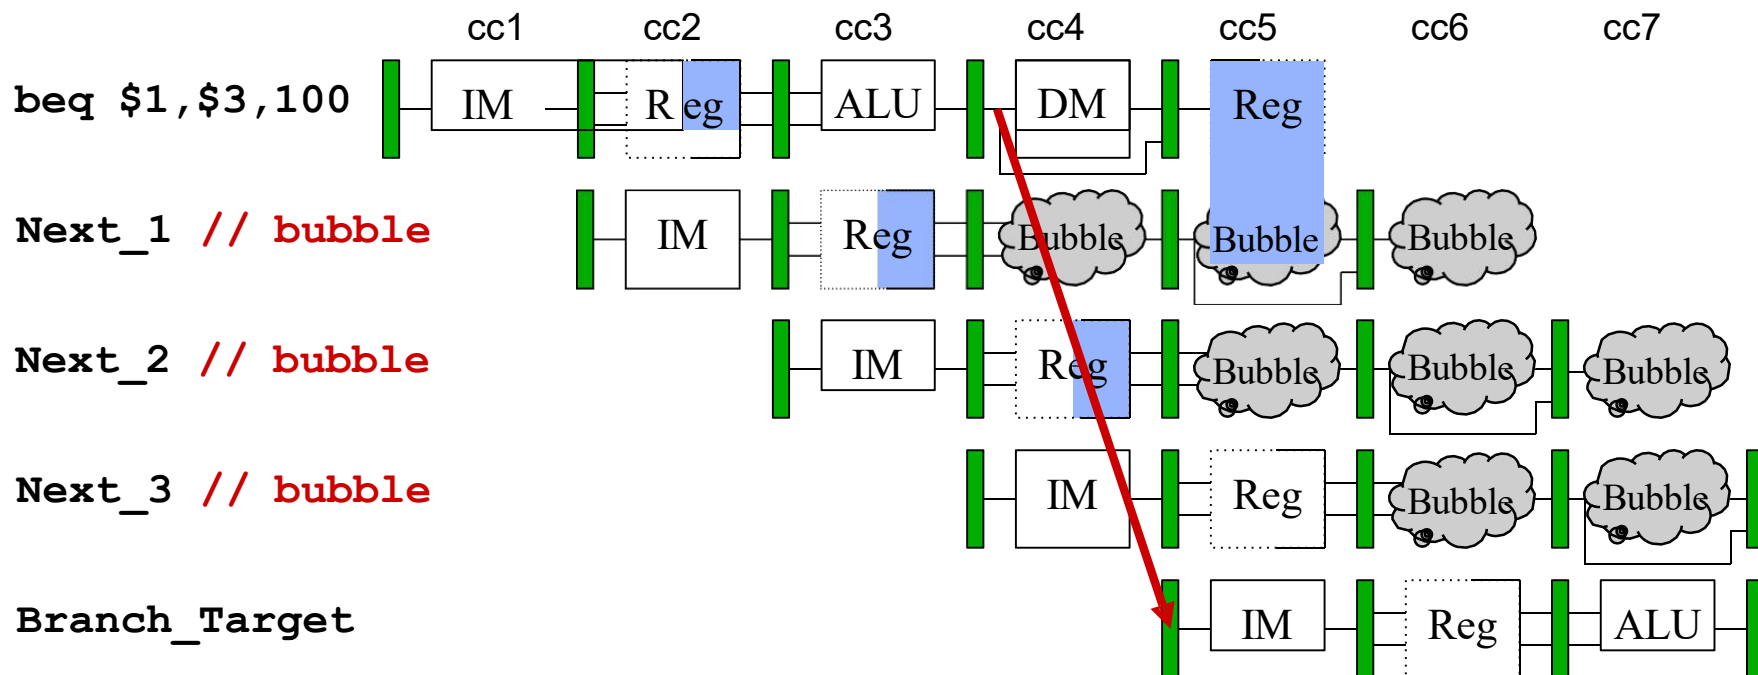 cc1 cc2 cc3 cc4 cc5 cc6 cc7
beq $1,$3,100 IM Reg ALU DM Reg
Next_1 // bubble IM Reg Bubble Bubble Bubble
Next_2 // bubble IM Reg Bubble Bubble Bubble
Next_3 // bubble IM Reg Bubble Bubble
Branch_Target IM Reg ALU